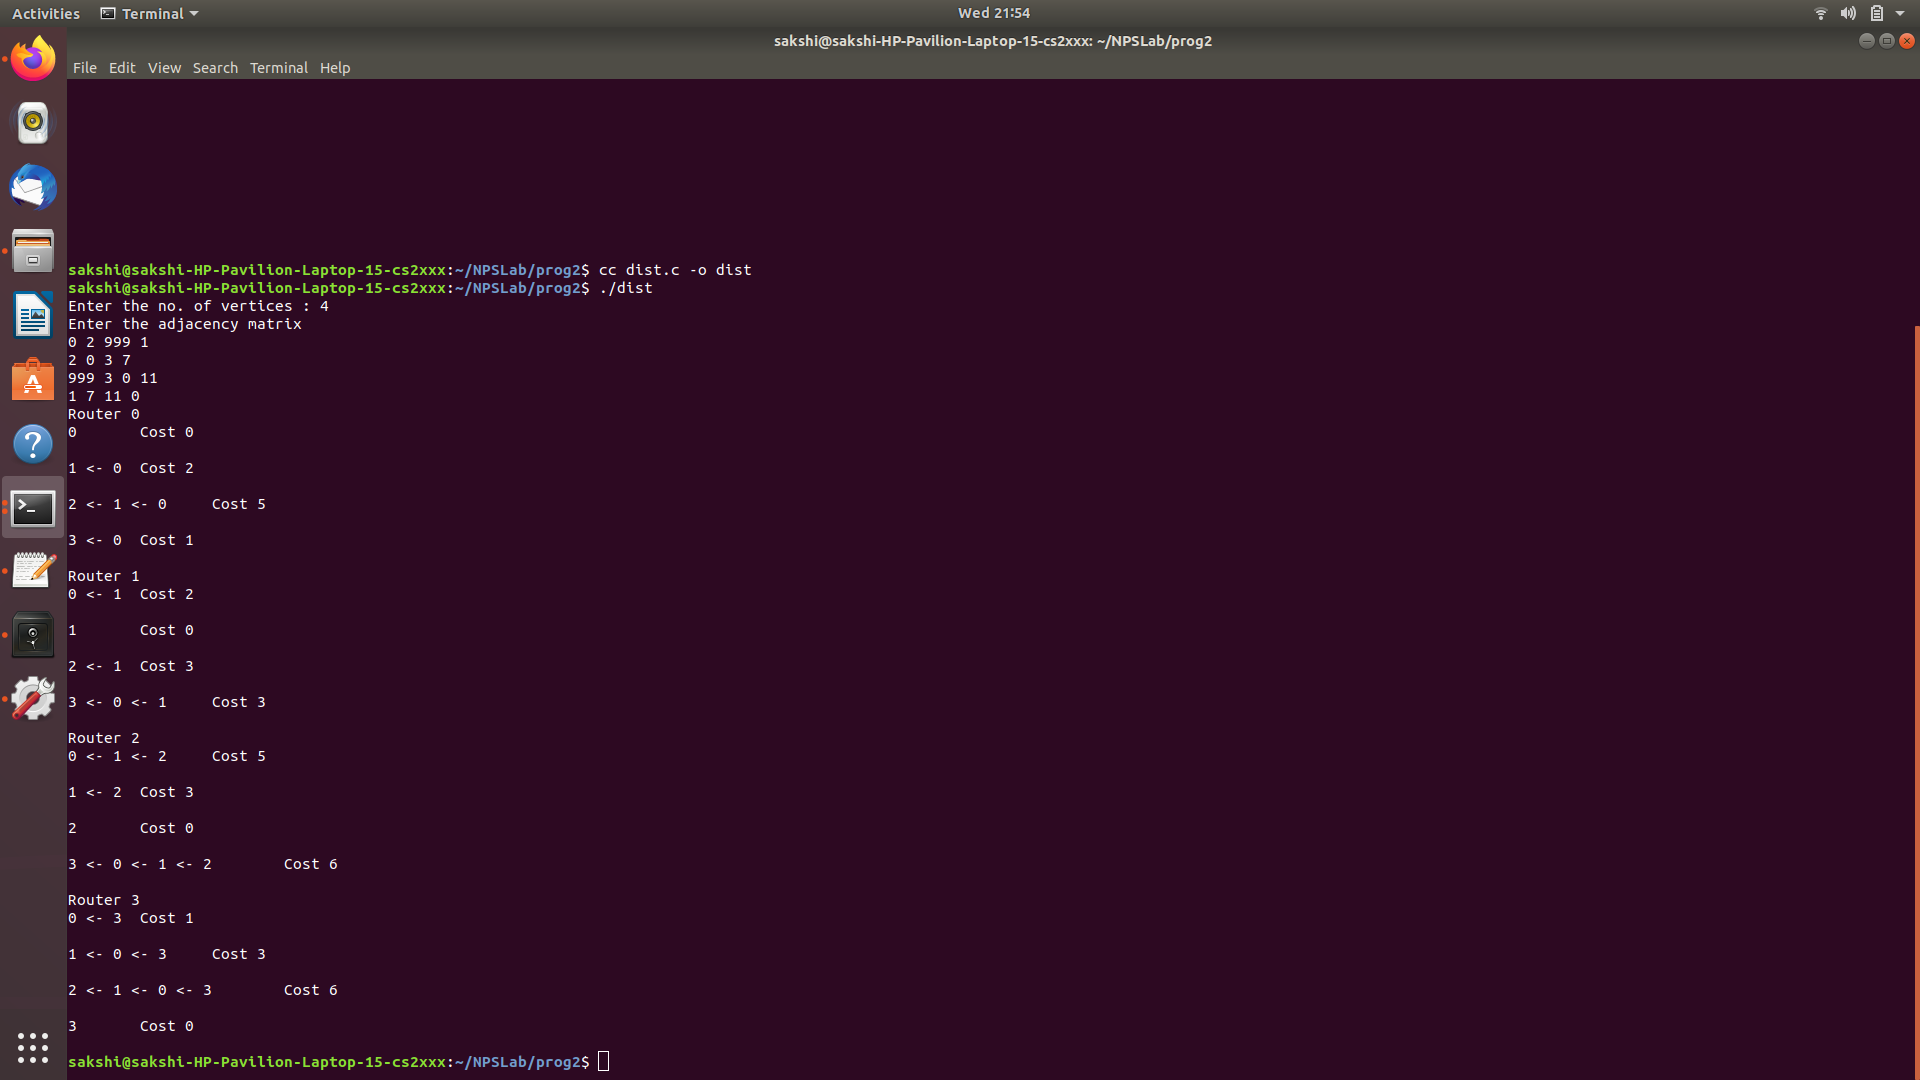 Activities Terminal Wed 21:54
sakshi@sakshi-HP-Pavilion-Laptop-15-cs2xxx: ~/NPSLab/prog2
File Edit View Search Terminal Help
sakshi@sakshi-HP-Pavilion-Laptop-15-cs2xxx:~/NPSLab/prog2$ cc dist.c -o dist
sakshi@sakshi-HP-Pavilion-Laptop-15-cs2xxx:~/NPSLab/prog2$ ./dist
Enter the no. of vertices : 4
Enter the adjacency matrix
0 2 999 1
2 0 3 7
999 3 0 11
1 7 11 0
Router 0
0 Cost 0
1 <- 0 Cost 2
2 <- 1 <- 0 Cost 5
3 <- 0 Cost 1
Router 1
0 <- 1 Cost 2
1 Cost 0
2 <- 1 Cost 3
3 <- 0 <- 1 Cost 3
Router 2
0 <- 1 <- 2 Cost 5
1 <- 2 Cost 3
2 Cost 0
3 <- 0 <- 1 <- 2 Cost 6
Router 3
0 <- 3 Cost 1
1 <- 0 <- 3 Cost 3
2 <- 1 <- 0 <- 3 Cost 6
3 Cost 0
sakshi@sakshi-HP-Pavilion-Laptop-15-cs2xxx:~/NPSLab/prog2$